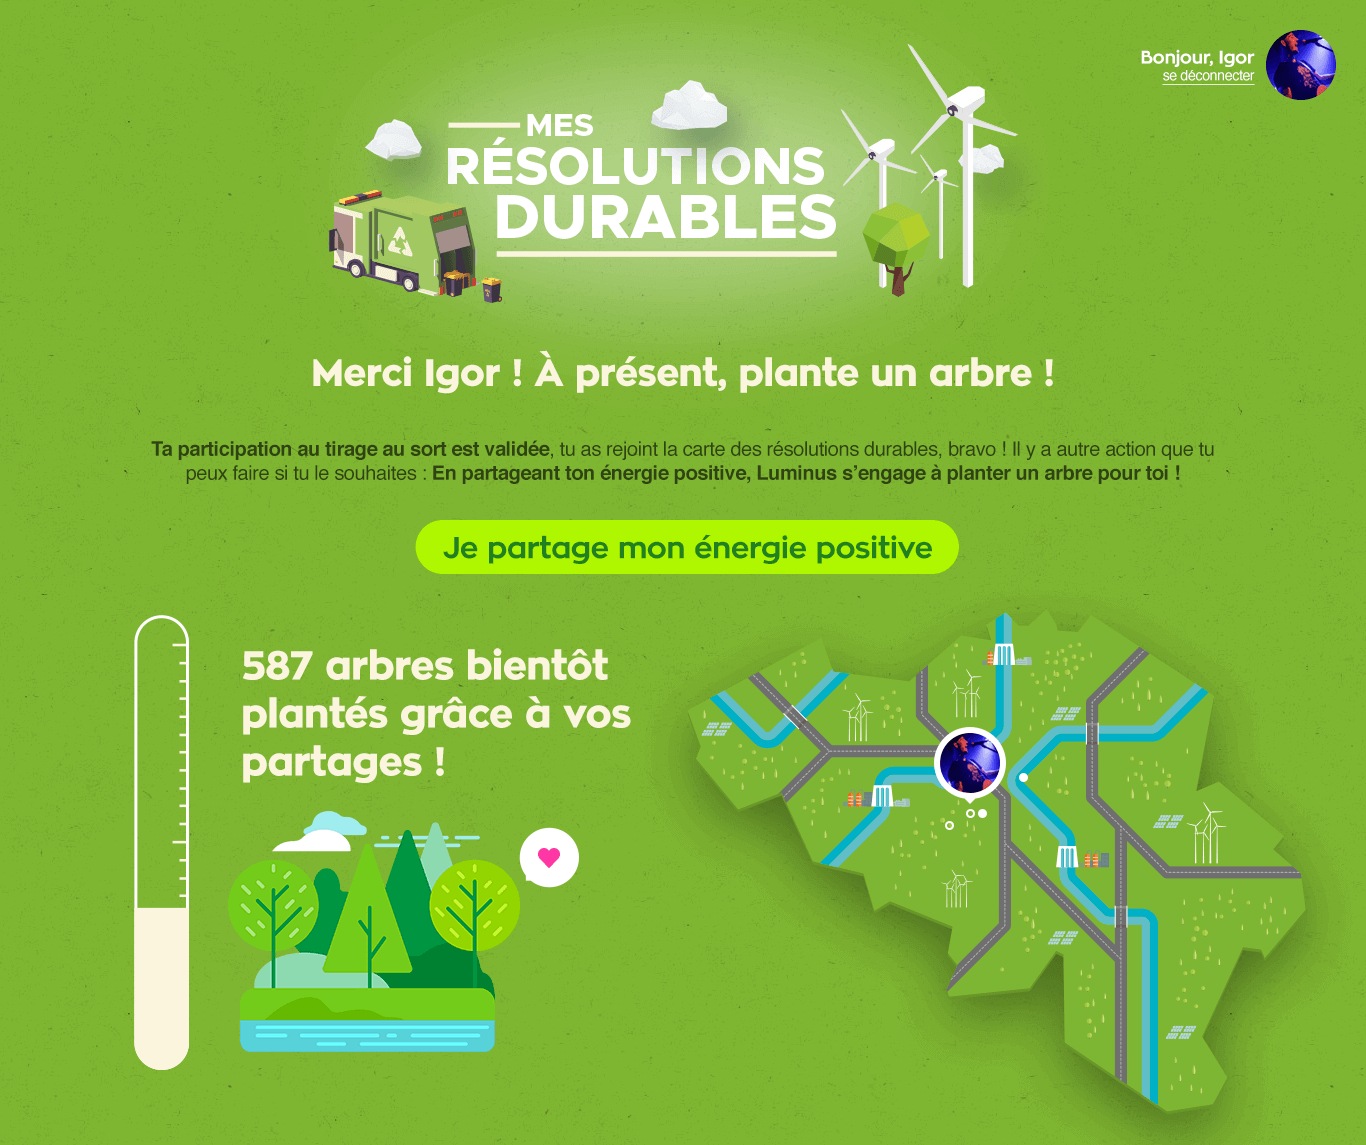 Bonjour, Igor
se déconnecter
MES
RÉSOLUTIONS
DURABLES
Merci Igor ! À présent, plante un arbre !
Ta participation au tirage au sort est validée, tu as rejoint la carte des résolutions durables, bravo ! Il y a autre action que tu
peux faire si tu le souhaites : En partageant ton énergie positive, Luminus s’engage à planter un arbre pour toi !
Je partage mon énergie positive
587 arbres bientôt
plantés grâce à vos
partages !